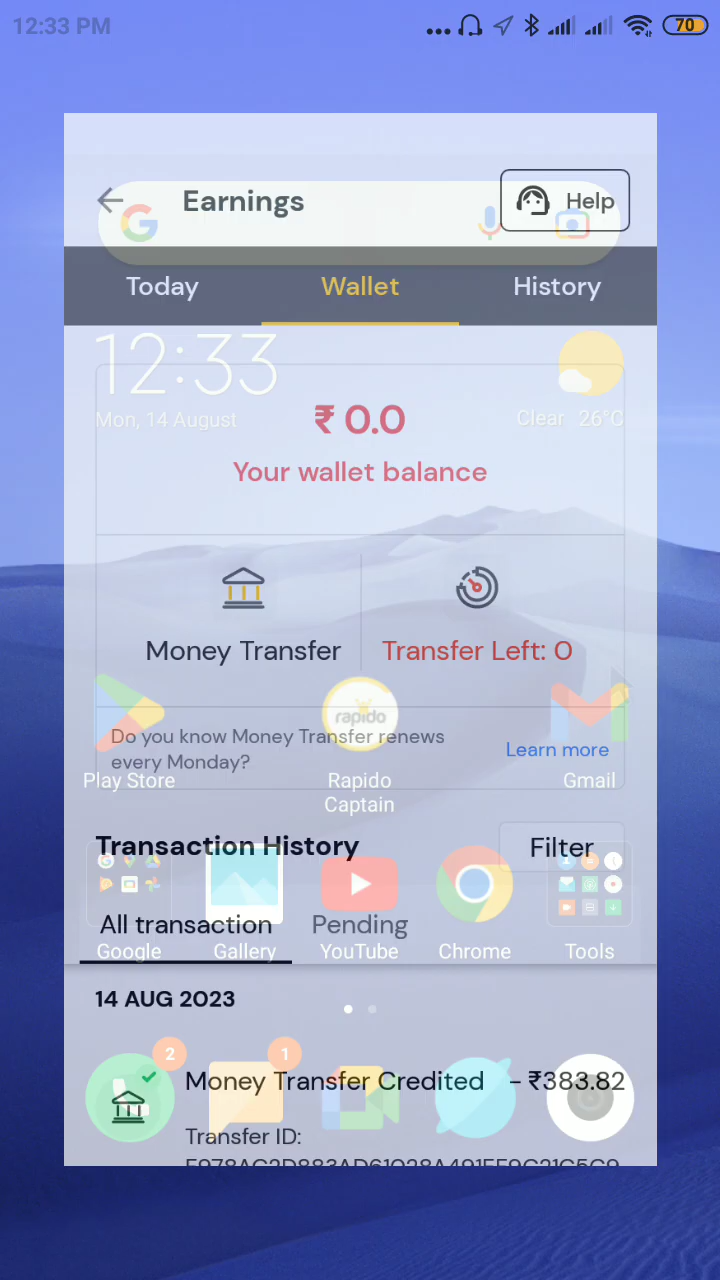 12:33 PM
70
Earnings
Help
Today
Wallet
History
12:33
Mon, 14 August
Clear 26°C
₹ 0.0
Your wallet balance
Money Transfer
Transfer Left: 0
rapido
Do you know Money Transfer renews
every Monday?
Learn more
Play Store
Rapido
Captain
Gmail
Transaction History
Filter
All transaction
Pending
Google
Gallery
YouTube
Chrome
Tools
14 AUG 2023
2
1
Money Transfer Credited
- ₹383.82
Transfer ID: